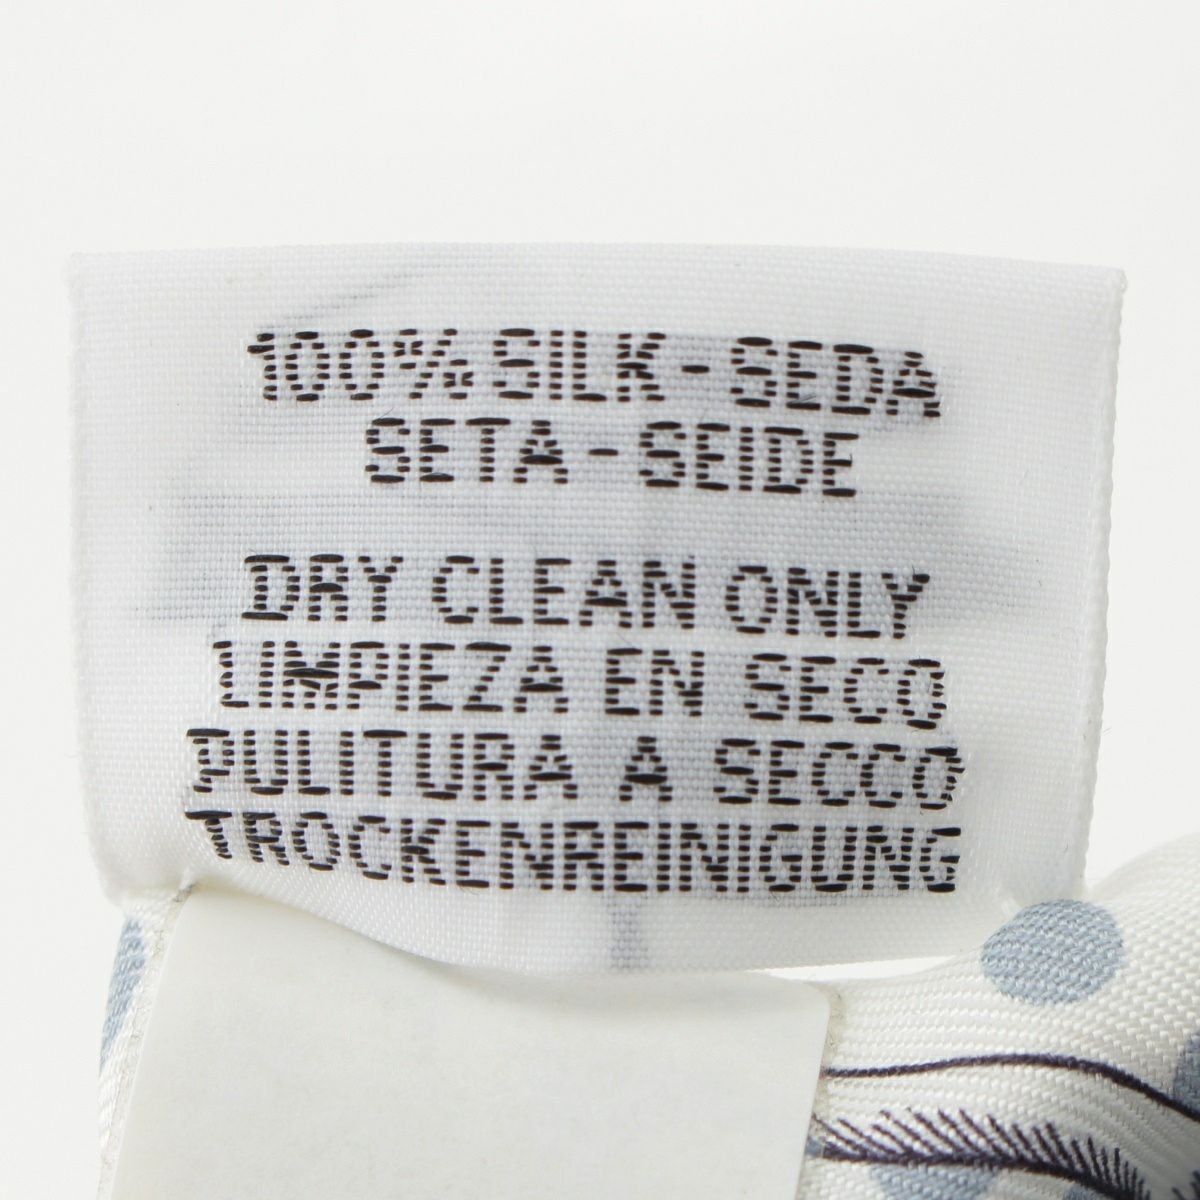 100% SILK - SEDA
SETA - SEIDE
DRY CLEAN ONLY
LIMPIEZA EN SECO
PULITURA A SECCO
TROCKENREINIGUNG